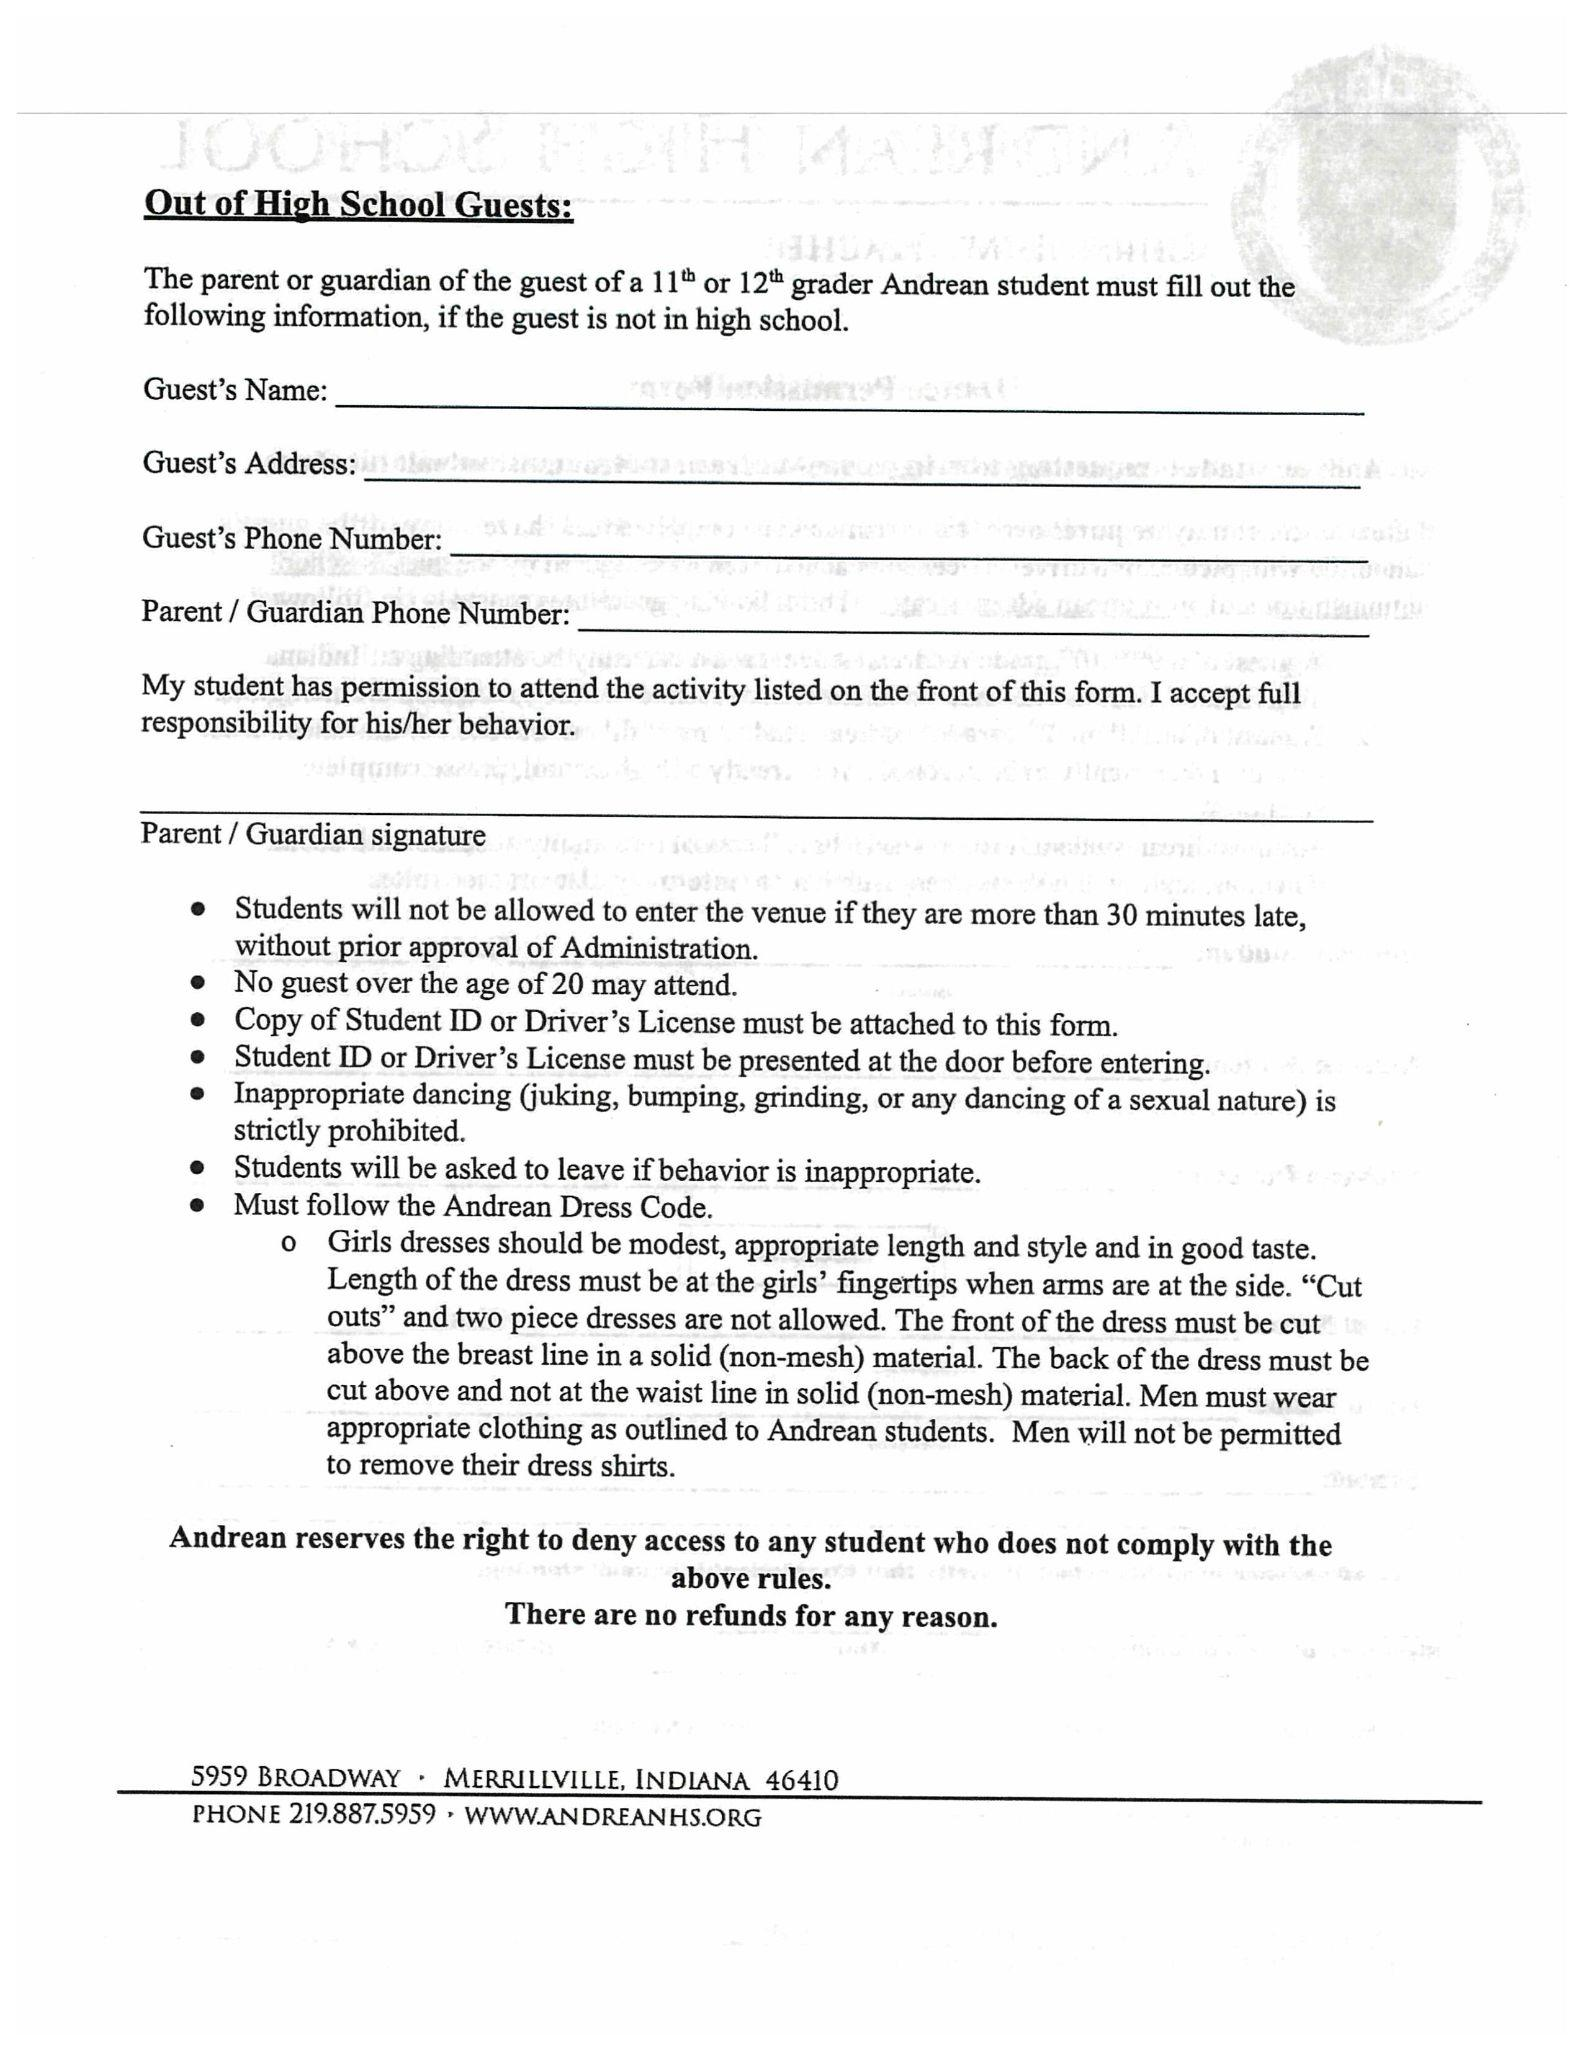 Out of High School Guests:
The parent or guardian of the guest of a 11th or 12th grader Andrean student must fill out the
following information, if the guest is not in high school.
Guest's Name:
Guest's Address:
Guest's Phone Number:
Parent / Guardian Phone Number:
My student has permission to attend the activity listed on the front of this form. I accept full
responsibility for his/her behavior.
Parent / Guardian signature
• Students will not be allowed to enter the venue if they are more than 30 minutes late,
without prior approval of Administration.
• No guest over the age of 20 may attend.
• Copy of Student ID or Driver's License must be attached to this form.
• Student ID or Driver's License must be presented at the door before entering.
• Inappropriate dancing (juking, bumping, grinding, or any dancing of a sexual nature) is
strictly prohibited.
• Students will be asked to leave if behavior is inappropriate.
• Must follow the Andrean Dress Code.
o Girls dresses should be modest, appropriate length and style and in good taste.
Length of the dress must be at the girls' fingertips when arms are at the side. "Cut
outs" and two piece dresses are not allowed. The front of the dress must be cut
above the breast line in a solid (non-mesh) material. The back of the dress must be
cut above and not at the waist line in solid (non-mesh) material. Men must wear
appropriate clothing as outlined to Andrean students.  Men will not be permitted
to remove their dress shirts.
Andrean reserves the right to deny access to any student who does not comply with the
above rules.
There are no refunds for any reason.
5959 BROADWAY · MERRILLVILLE, INDIANA 46410
PHONE 219.887.5959 · WWW.ANDREANHS.ORG